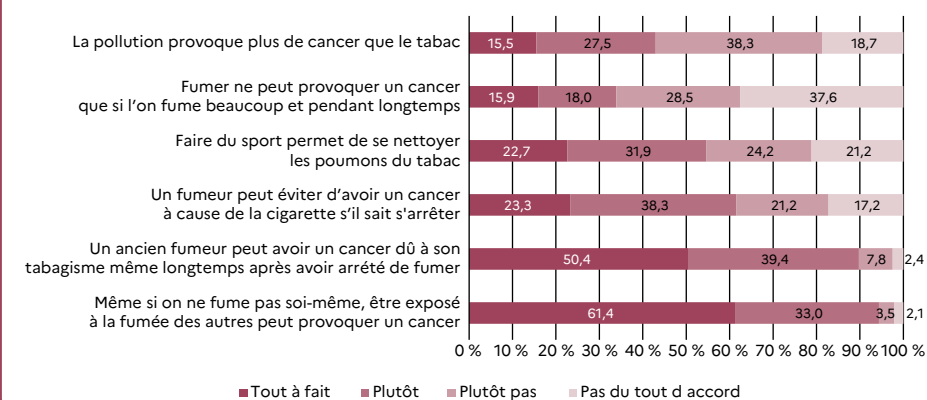 La pollution provoque plus de cancer que le tabac 15,5 27,5 38,3 18,7
Fumer ne peut provoquer un cancer
que si l'on fume beaucoup et pendant longtemps 15,9 18,0 28,5 37,6
Faire du sport permet de se nettoyer
les poumons du tabac 22,7 31,9 24,2 21,2
Un fumeur peut éviter d'avoir un cancer
à cause de la cigarette s'il sait s'arrêter 23,3 38,3 21,2 17,2
Un ancien fumeur peut avoir un cancer dû à son
tabagisme même longtemps après avoir arrété de fumer 50,4 39,4 7,8 2,4
Même si on ne fume pas soi-même, être exposé
à la fumée des autres peut provoquer un cancer 61,4 33,0 3,5 2,1
0 % 10 % 20 % 30 % 40 % 50 % 60 % 70 % 80 % 90 % 100 %
Tout à fait Plutôt Plutôt pas Pas du tout d accord